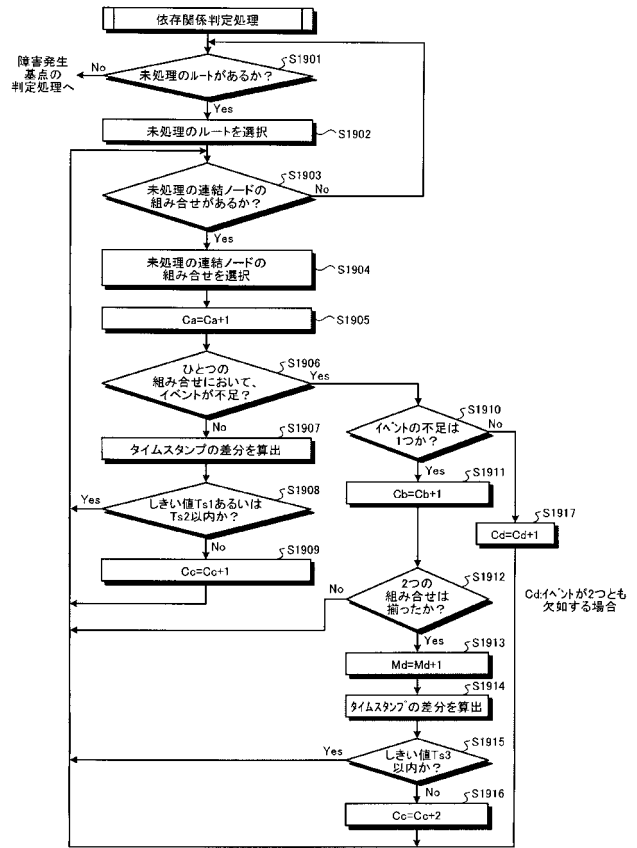 依存関係判定処理
S1901
障害発生
基点の
判定処理へ
No
未処理のルートがあるか？
Yes
未処理のルートを選択
S1902
S1903
未処理の連結ノードの
組み合せがあるか？
No
Yes
未処理の連結ノードの
組み合せを選択
S1904
Ca=Ca+1
S1905
ひとつの
組み合せにおいて、
イベントが不足？
S1906
Yes
No
S1907
タイムスタンプの差分を算出
S1908
Yes
しきい値Ts1あるいは
Ts2以内か？
No
S1909
Cc=Cc+1
S1910
イベントの不足は
1つか？
No
Yes
S1911
Cb=Cb+1
S1917
Cd=Cd+1
Cd:イベントが2つとも
欠如する場合
S1912
No
2つの
組み合せは
揃ったか？
Yes
S1913
Md=Md+1
S1914
タイムスタンプの差分を算出
S1915
Yes
しきい値Ts3
以内か？
No
S1916
Cc=Cc+2